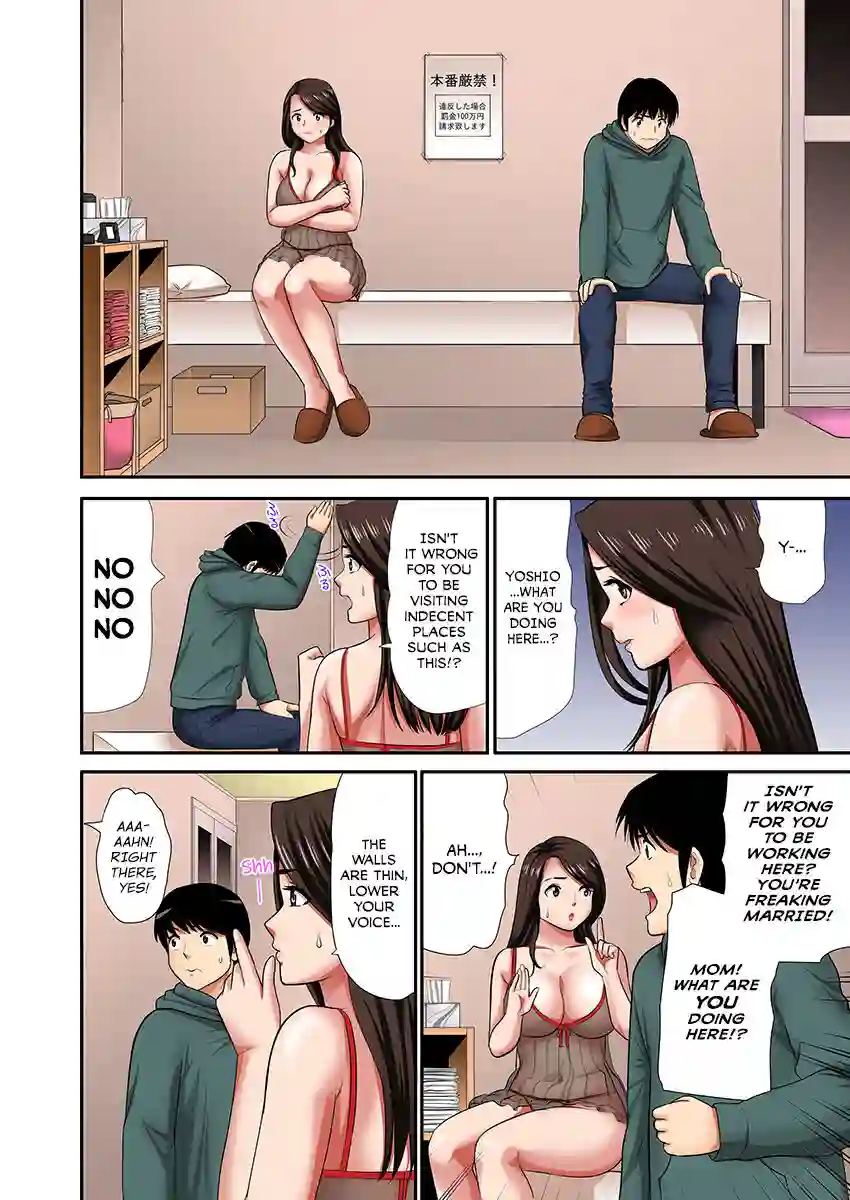 本番厳禁！
違反した場合
罰金100万円
請求致します
Y-...
YOSHIO
...WHAT
ARE YOU
DOING
HERE...?
ISN'T
IT WRONG
FOR YOU
TO BE
VISITING
INDECENT
PLACES
SUCH AS
THIS!?
NO
NO
NO
ISN'T
IT WRONG
FOR YOU
TO BE
WORKING
HERE?
YOU'RE
FREAKING
MARRIED!
MOM!
WHAT ARE
YOU
DOING
HERE!?
AH...,
DON'T...!
THE
WALLS
ARE THIN,
LOWER
YOUR
VOICE...
Shh
AAA-
AAHN!
RIGHT
THERE,
YES!